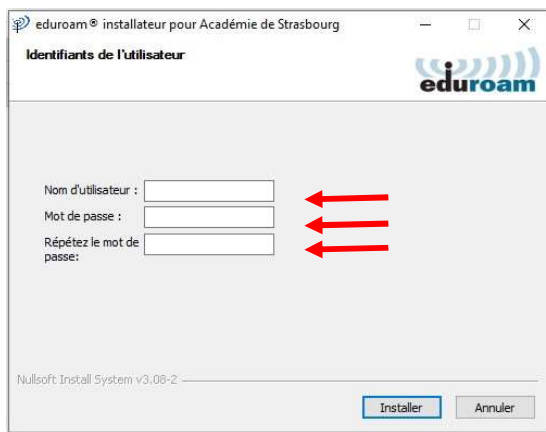 eduroam® installateur pour Académie de Strasbourg
Identifiants de l'utilisateur
eduroam
Nom d'utilisateur :
Mot de passe :
Répétez le mot de
passe:
Nullsoft Install System v3.08-2
Installer
Annuler